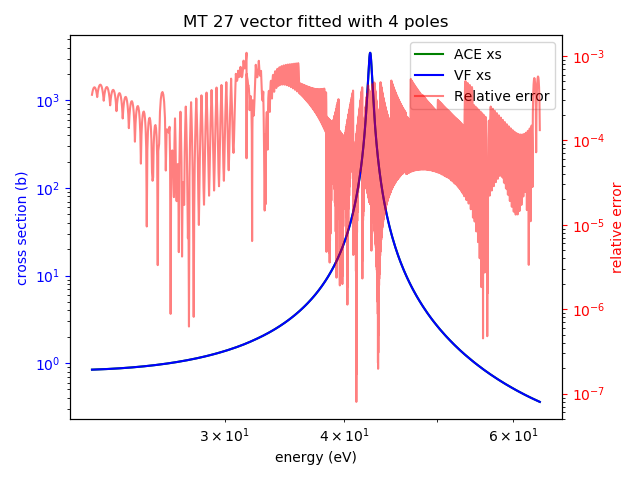 MT 27 vector fitted with 4 poles
ACE xs
VF xs
Relative error
cross section (b)
10³
10²
10¹
10⁰
10⁻³
10⁻⁴
10⁻⁵
10⁻⁶
10⁻⁷
relative error
3 × 10¹
4 × 10¹
6 × 10¹
energy (eV)